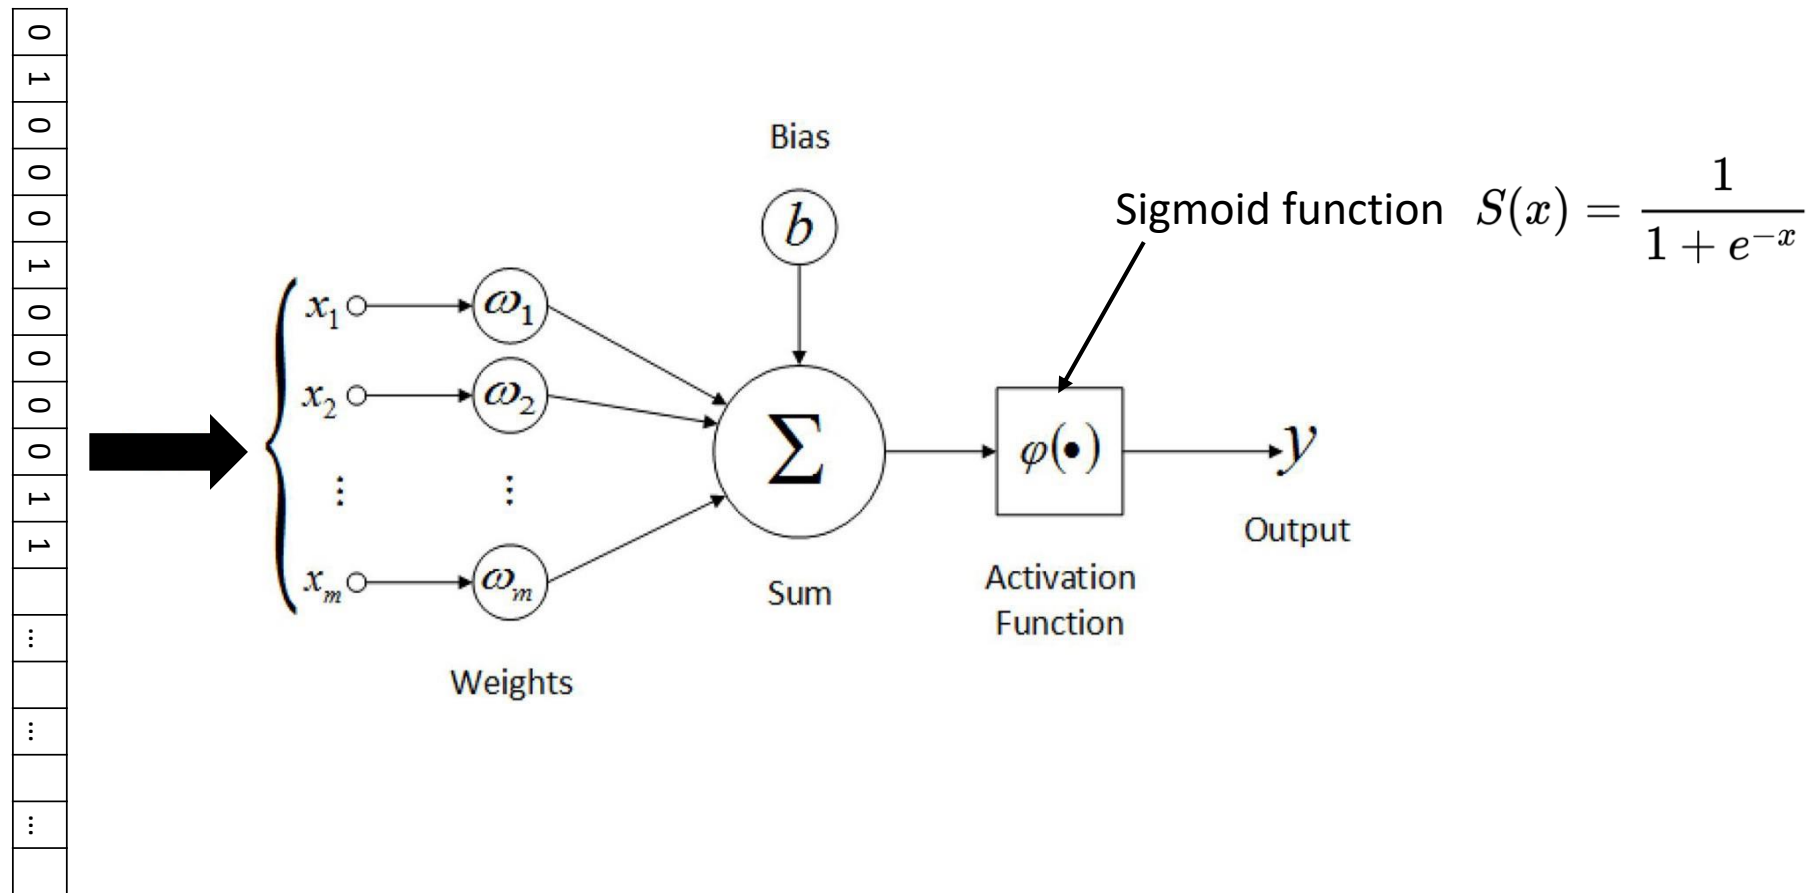 0
1
0
0
0
1
0
0
0
0
1
1
...
...
...
Bias
b
Sigmoid function S(x) = 1 / (1 + e^{-x})
x₁ ω₁
x₂ ω₂
⋮ ⋮
xₘ ωₘ
Σ
φ(•)
y
Weights
Sum
Activation
Function
Output